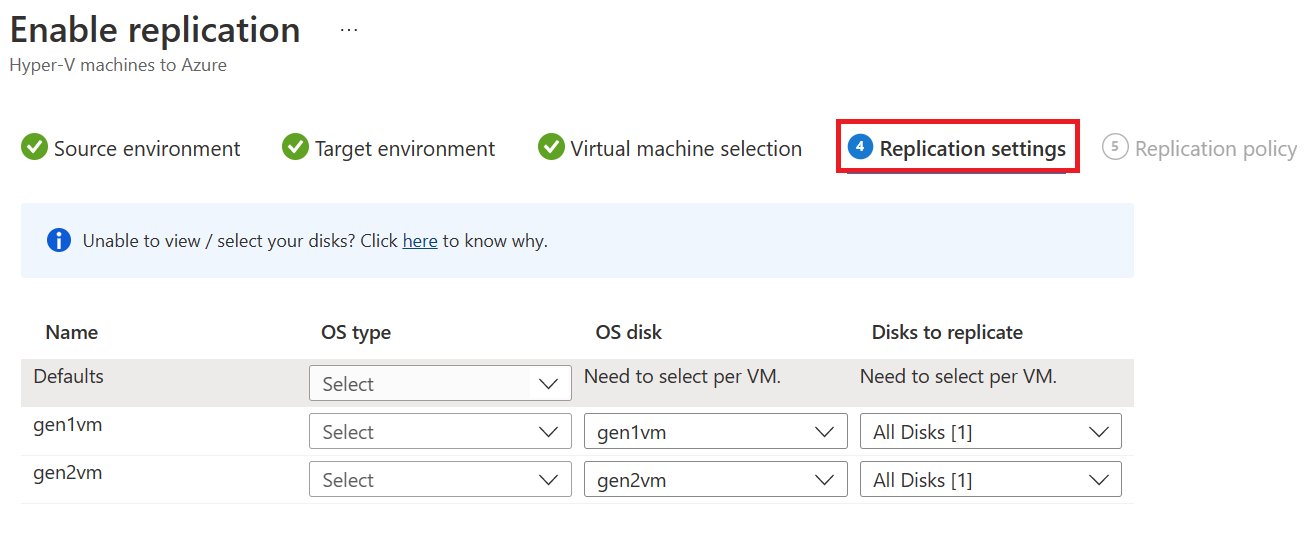 Enable replication ...
Hyper-V machines to Azure
Source environment Target environment Virtual machine selection 4 Replication settings 5 Replication policy
Unable to view / select your disks? Click here to know why.
Name OS type OS disk Disks to replicate
Defaults Select Need to select per VM. Need to select per VM.
gen1vm Select gen1vm All Disks [1]
gen2vm Select gen2vm All Disks [1]